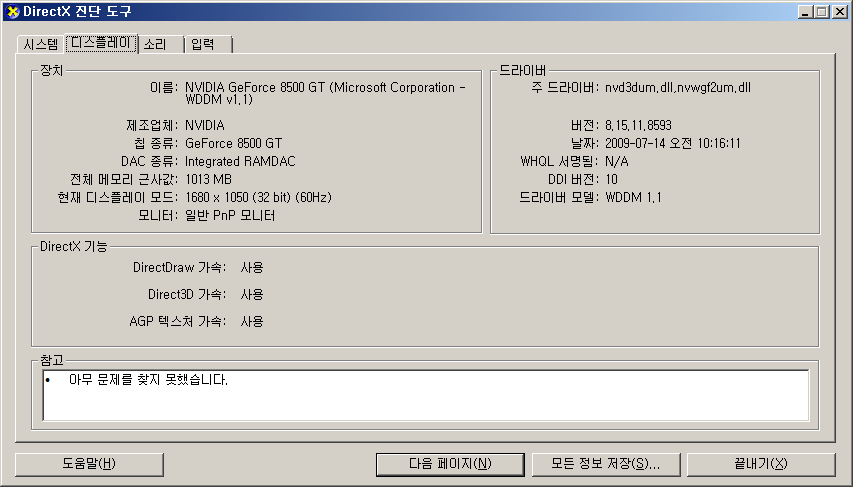 DirectX 진단 도구
시스템 디스플레이 소리 입력
장치
이름: NVIDIA GeForce 8500 GT (Microsoft Corporation -
WDDM v1.1)
제조업체: NVIDIA
칩 종류: GeForce 8500 GT
DAC 종류: Integrated RAMDAC
전체 메모리 근사값: 1013 MB
현재 디스플레이 모드: 1680 x 1050 (32 bit) (60Hz)
모니터: 일반 PnP 모니터
드라이버
주 드라이버: nvd3dum.dll,nvwgf2um.dll
버전: 8.15.11.8593
날짜: 2009-07-14 오전 10:16:11
WHQL 서명됨: N/A
DDI 버전: 10
드라이버 모델: WDDM 1.1
DirectX 기능
DirectDraw 가속: 사용
Direct3D 가속: 사용
AGP 텍스처 가속: 사용
참고
• 아무 문제를 찾지 못했습니다.
도움말(H) 다음 페이지(N) 모든 정보 저장(S)... 끝내기(X)